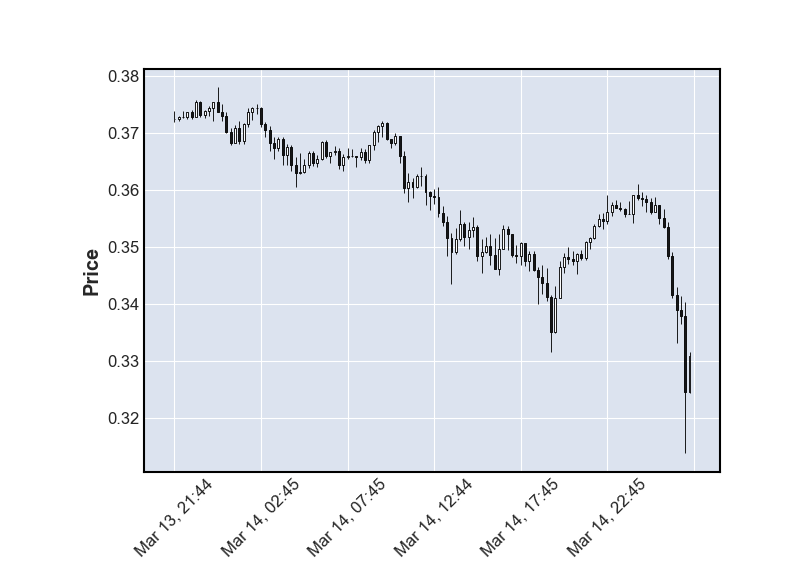 0.38
0.37
0.36
0.35
0.34
0.33
0.32
Price
Mar 13, 21:44
Mar 14, 02:45
Mar 14, 07:45
Mar 14, 12:44
Mar 14, 17:45
Mar 14, 22:45